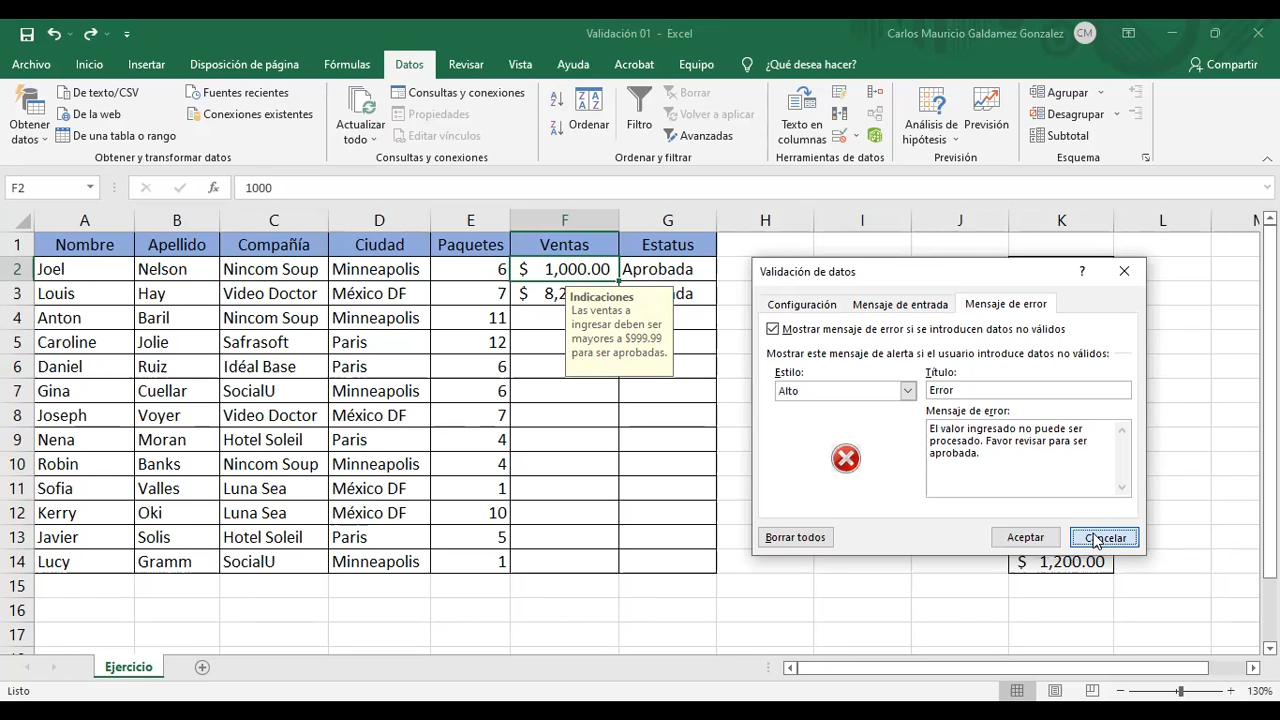 Validación 01 - Excel
Carlos Mauricio Galdamez Gonzalez CM
Archivo Inicio Insertar Disposición de página Fórmulas Datos Revisar Vista Ayuda Acrobat Equipo ¿Qué desea hacer? Compartir
De texto/CSV Fuentes recientes Consultas y conexiones Borrar Agrupar
De la web Conexiones existentes Propiedades Volver a aplicar Desagrupar
De una tabla o rango Editar vínculos Avanzadas Subtotal
Obtener datos
Actualizar todo
Ordenar
Filtro
Texto en columnas
Análisis de hipótesis
Previsión
Obtener y transformar datos Consultas y conexiones Ordenar y filtrar Herramientas de datos Previsión Esquema
F2 fx 1000
A B C D E F G H I J K L M
1 Nombre Apellido Compañía Ciudad Paquetes Ventas Estatus
2 Joel Nelson Nincom Soup Minneapolis 6 $ 1,000.00 Aprobada
3 Louis Hay Video Doctor México DF 7 $ 8,2
4 Anton Baril Nincom Soup Minneapolis 11
5 Caroline Jolie Safrasoft Paris 12
6 Daniel Ruiz Idéal Base Paris 6
7 Gina Cuellar SocialU Minneapolis 6
8 Joseph Voyer Video Doctor México DF 7
9 Nena Moran Hotel Soleil Paris 4
10 Robin Banks Nincom Soup Minneapolis 4
11 Sofia Valles Luna Sea México DF 1
12 Kerry Oki Luna Sea México DF 10
13 Javier Solis Hotel Soleil Paris 5
14 Lucy Gramm SocialU Minneapolis 1 $ 1,200.00
15
16
17
Indicaciones
Las ventas a
ingresar deben ser
mayores a $999.99
para ser aprobadas.
Validación de datos ?
Configuración Mensaje de entrada Mensaje de error
Mostrar mensaje de error si se introducen datos no válidos
Mostrar este mensaje de alerta si el usuario introduce datos no válidos:
Estilo: Título:
Alto Error
Mensaje de error:
El valor ingresado no puede ser
procesado. Favor revisar para ser
aprobada.
Borrar todos Aceptar Cancelar
Ejercicio
Listo 130%